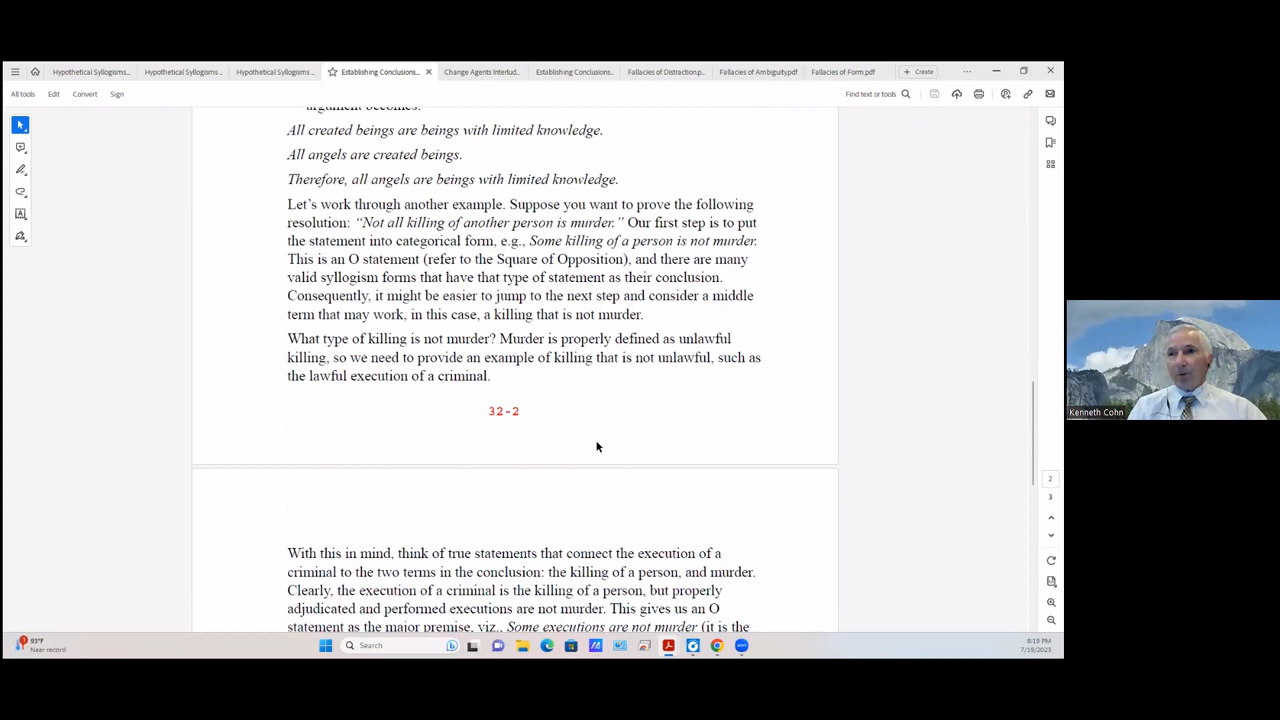 Hypothetical Syllogisms...
Hypothetical Syllogisms ...
Hypothetical Syllogisms ...
Establishing Conclusions...
Change Agents Interlud...
Establishing Conclusions...
Fallacies of Distraction.p...
Fallacies of Ambiguity.pdf
Fallacies of Form.pdf
+ Create
All tools
Edit
Convert
Sign
Find text or tools
argument becomes:
All created beings are beings with limited knowledge.
All angels are created beings.
Therefore, all angels are beings with limited knowledge.
Let's work through another example. Suppose you want to prove the following
resolution: “Not all killing of another person is murder.” Our first step is to put
the statement into categorical form, e.g., Some killing of a person is not murder.
This is an O statement (refer to the Square of Opposition), and there are many
valid syllogism forms that have that type of statement as their conclusion.
Consequently, it might be easier to jump to the next step and consider a middle
term that may work, in this case, a killing that is not murder.
What type of killing is not murder? Murder is properly defined as unlawful
killing, so we need to provide an example of killing that is not unlawful, such as
the lawful execution of a criminal.
32-2
With this in mind, think of true statements that connect the execution of a
criminal to the two terms in the conclusion: the killing of a person, and murder.
Clearly, the execution of a criminal is the killing of a person, but properly
adjudicated and performed executions are not murder. This gives us an O
statement as the major premise, viz., Some executions are not murder (it is the
2
3
Kenneth Cohn
1
93°F
Near record
Search
8:19 PM
7/19/2023